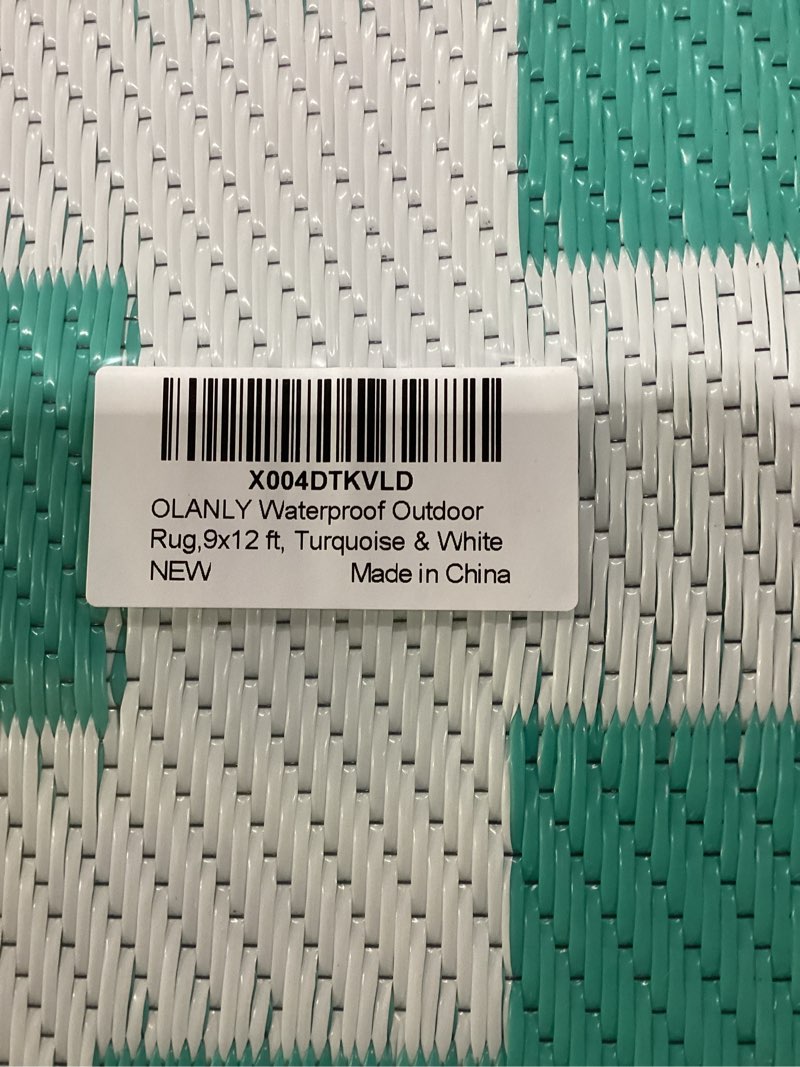 X004DTKVLD
OLANLY Waterproof Outdoor
Rug,9x12 ft, Turquoise & White
NEW Made in China